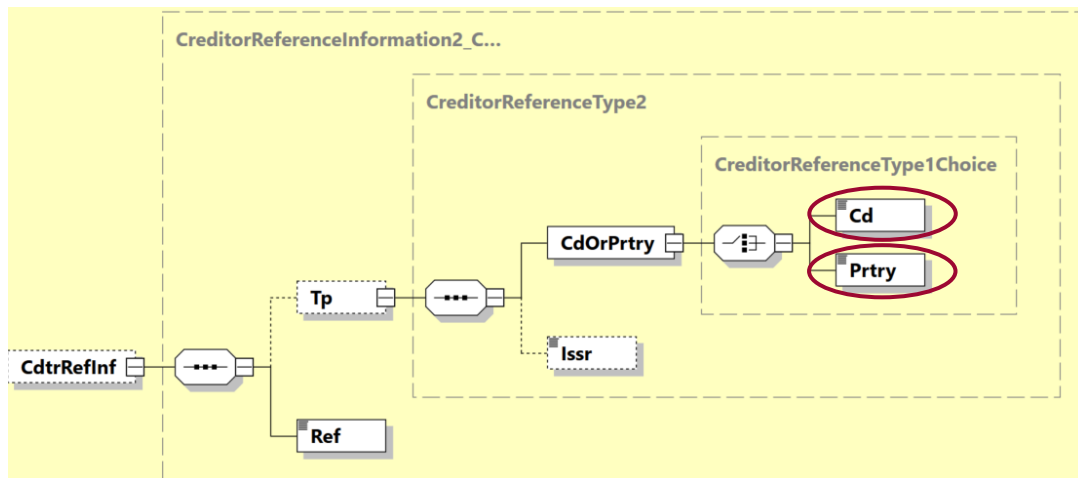 CreditorReferenceInformation2_C...
CreditorReferenceType2
CreditorReferenceType1Choice
Cd
CdOrPrtry
Prtry
Tp
Issr
CdtrRefInf
Ref